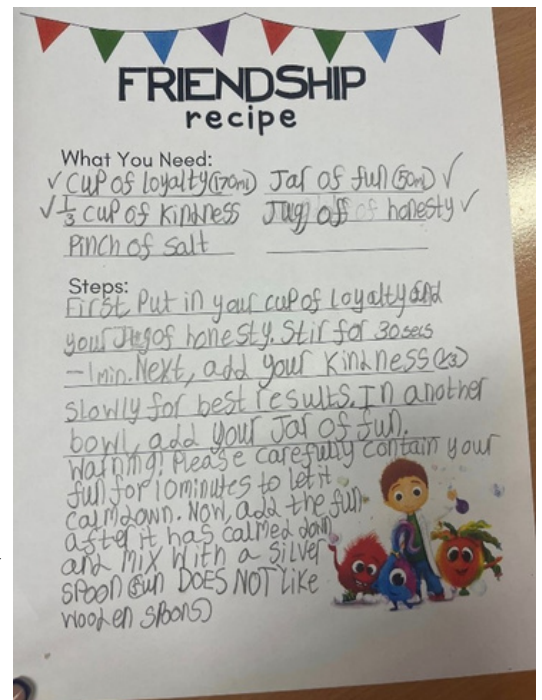 FRIENDSHIP
recipe
What You Need:
✓ Cup of loyalty (170ml) Jar of fun (50ml) ✓
✓ 1/3 cup of kindness Jug off of honesty ✓
Pinch of salt
Steps:
First Put in your cup of Loyalty and
your Jug of honesty. Stir for 30 secs
-1min. Next, add your Kindness (1/3)
slowly for best results. In another
bowl, add your Jar of fun.
Warning! Please carefully contain your
fun for 10minutes to let it
calm down. Now, add the fun
after it has calmed down
and mix with a silver
spoon (fun DOES NOT like
wooden spoons)